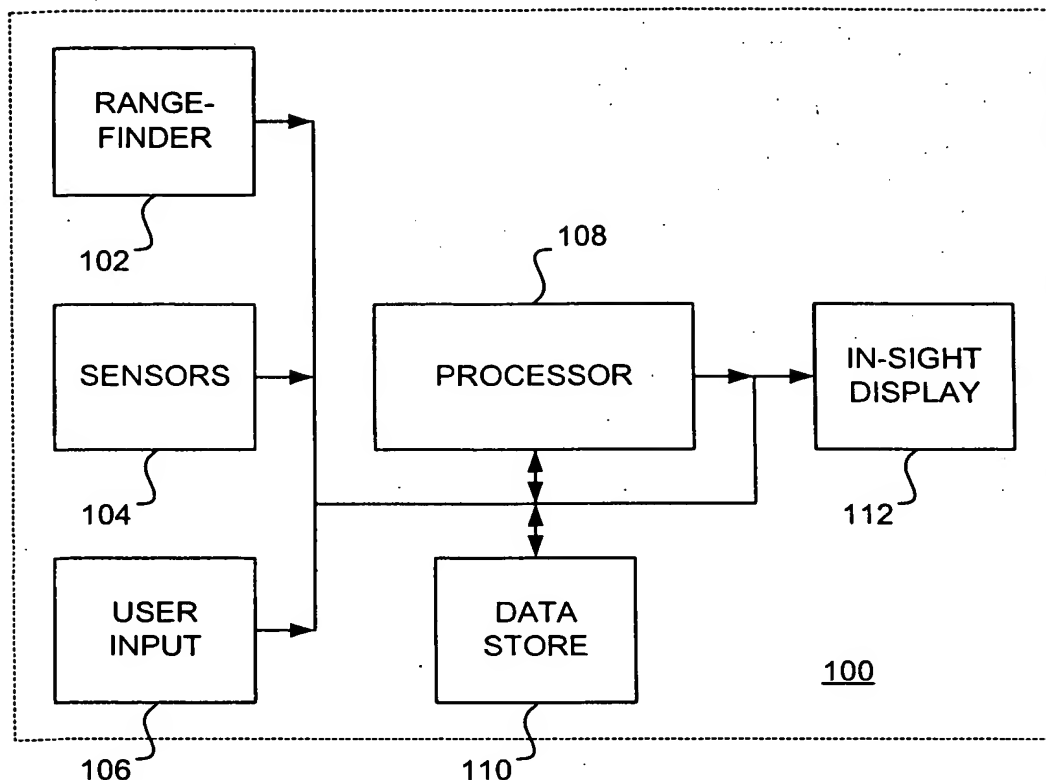 RANGE-
FINDER
102
108
SENSORS
PROCESSOR
IN-SIGHT
DISPLAY
104
112
USER
INPUT
DATA
STORE
100
106
110